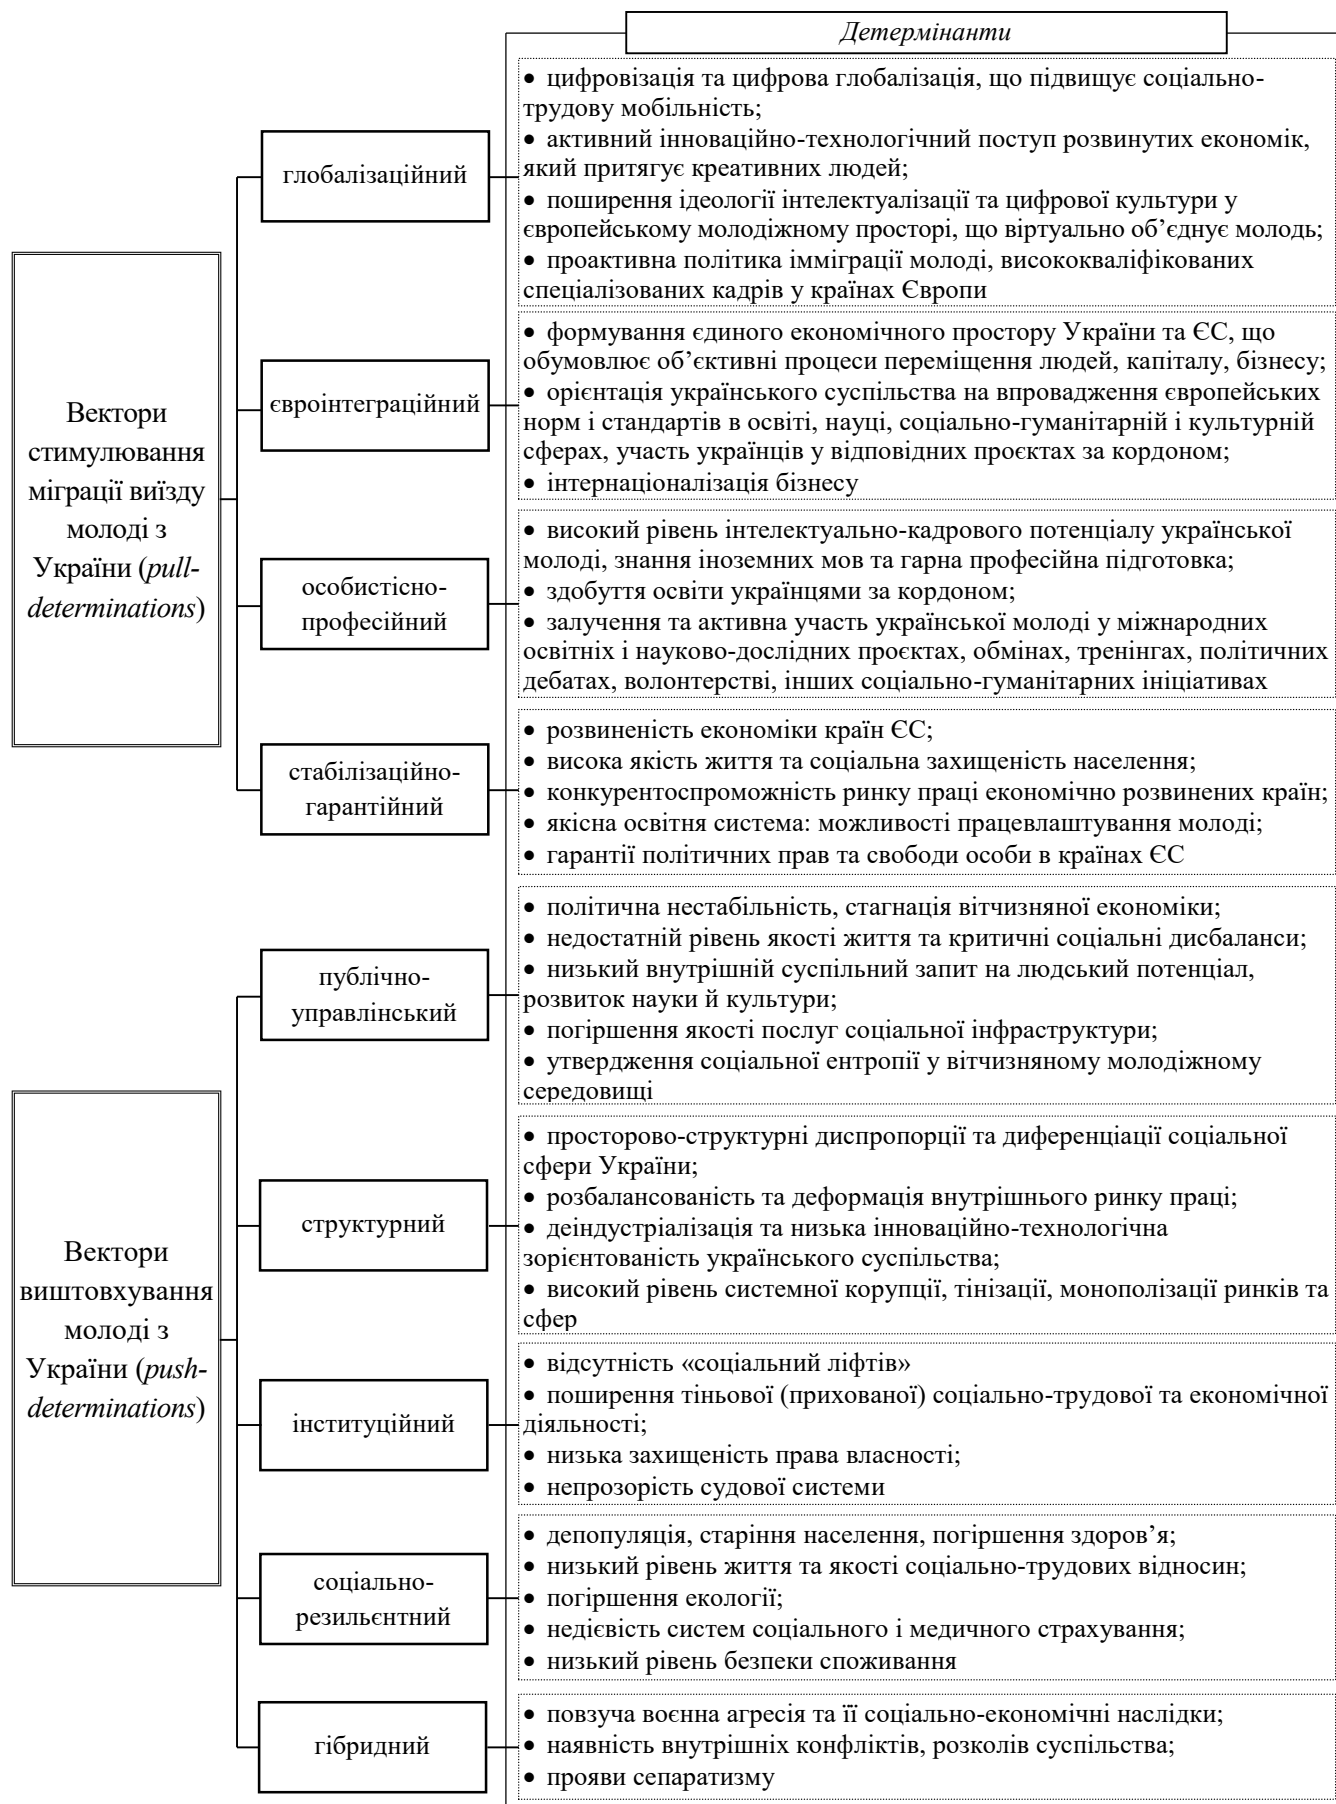 Детермінанти
Вектори
стимулювання
міграції виїзду
молоді з
України (pull-
determinations)
глобалізаційний
• цифровізація та цифрова глобалізація, що підвищує соціально-
трудову мобільність;
• активний інноваційно-технологічний поступ розвинутих економік,
який притягує креативних людей;
• поширення ідеології інтелектуалізації та цифрової культури у
європейському молодіжному просторі, що віртуально об’єднує молодь;
• проактивна політика імміграції молоді, висококваліфікованих
спеціалізованих кадрів у країнах Європи
євроінтеграційний
• формування єдиного економічного простору України та ЄС, що
обумовлює об’єктивні процеси переміщення людей, капіталу, бізнесу;
• орієнтація українського суспільства на впровадження європейських
норм і стандартів в освіті, науці, соціально-гуманітарній і культурній
сферах, участь українців у відповідних проєктах за кордоном;
• інтернаціоналізація бізнесу
особистісно-
професійний
• високий рівень інтелектуально-кадрового потенціалу української
молоді, знання іноземних мов та гарна професійна підготовка;
• здобуття освіти українцями за кордоном;
• залучення та активна участь української молоді у міжнародних
освітніх і науково-дослідних проєктах, обмінах, тренінгах, політичних
дебатах, волонтерстві, інших соціально-гуманітарних ініціативах
стабілізаційно-
гарантійний
• розвиненість економіки країн ЄС;
• висока якість життя та соціальна захищеність населення;
• конкурентоспроможність ринку праці економічно розвинених країн;
• якісна освітня система: можливості працевлаштування молоді;
• гарантії політичних прав та свободи особи в країнах ЄС
Вектори
виштовхування
молоді з
України (push-
determinations)
публічно-
управлінський
• політична нестабільність, стагнація вітчизняної економіки;
• недостатній рівень якості життя та критичні соціальні дисбаланси;
• низький внутрішній суспільний запит на людський потенціал,
розвиток науки й культури;
• погіршення якості послуг соціальної інфраструктури;
• утвердження соціальної ентропії у вітчизняному молодіжному
середовищі
структурний
• просторово-структурні диспропорції та диференціації соціальної
сфери України;
• розбалансованість та деформація внутрішнього ринку праці;
• деіндустріалізація та низька інноваційно-технологічна
зорієнтованість українського суспільства;
• високий рівень системної корупції, тінізації, монополізації ринків та
сфер
інституційний
• відсутність «соціальний ліфтів»
• поширення тіньової (прихованої) соціально-трудової та економічної
діяльності;
• низька захищеність права власності;
• непрозорість судової системи
соціально-
резильєнтний
• депопуляція, старіння населення, погіршення здоров’я;
• низький рівень життя та якості соціально-трудових відносин;
• погіршення екології;
• недієвість систем соціального і медичного страхування;
• низький рівень безпеки споживання
гібридний
• повзуча воєнна агресія та її соціально-економічні наслідки;
• наявність внутрішніх конфліктів, розколів суспільства;
• прояви сепаратизму